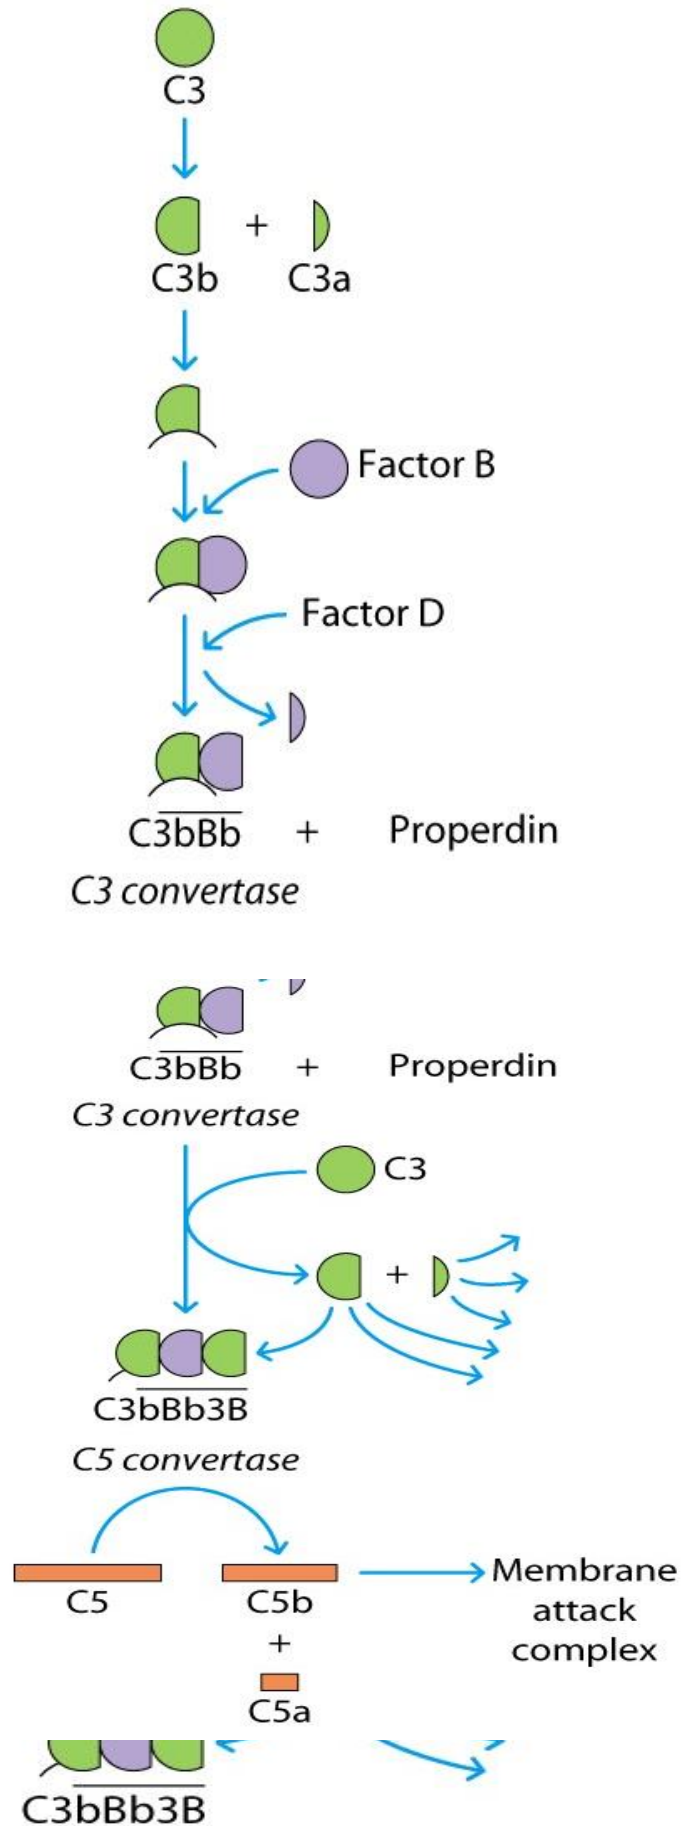 C3
C3b + C3a
Factor B
Factor D
C3bBb + Properdin
C3 convertase
C3bBb + Properdin
C3 convertase
C3
+
C3bBb3B
C5 convertase
C5 C5b Membrane
attack
complex
+
C5a
C3bBb3B